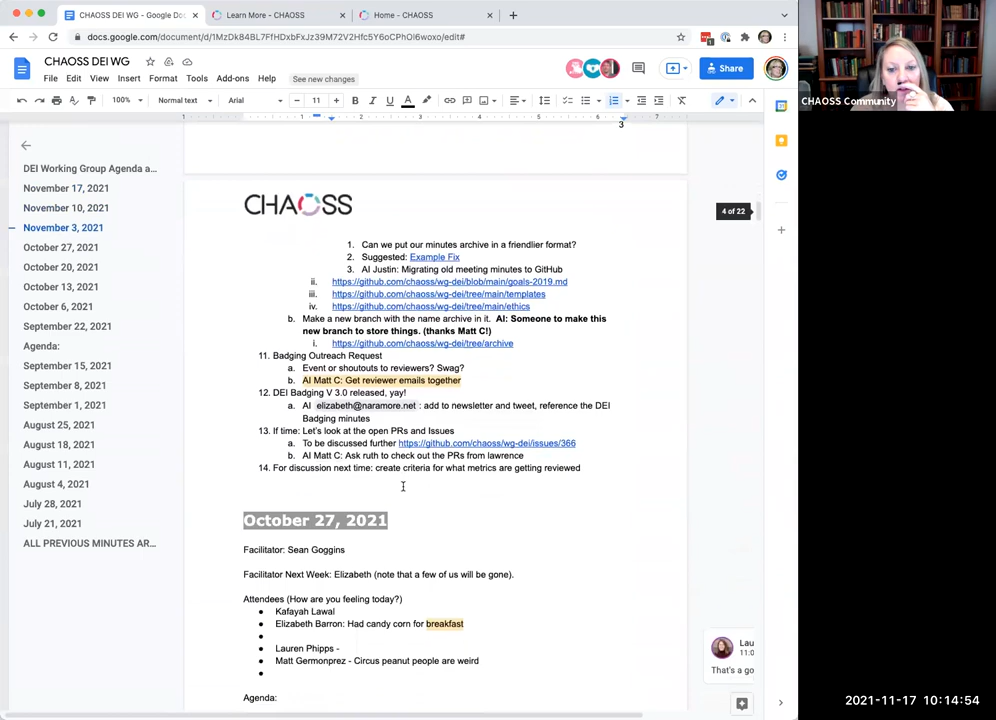 CHAOSS DEI WG - Google Doc
Learn More - CHAOSS
Home - CHAOSS
CHAOSS DEI WG
File Edit View Insert Format Tools Add-ons Help
See new changes
Share
100% Normal text Arial 11
CHAOSS Community
1 1 2 3 4 5 6 7
3
4 of 22
DEI Working Group Agenda a...
November 17, 2021
November 10, 2021
November 3, 2021
October 27, 2021
October 20, 2021
October 13, 2021
October 6, 2021
September 22, 2021
Agenda:
September 15, 2021
September 8, 2021
September 1, 2021
August 25, 2021
August 18, 2021
August 11, 2021
August 4, 2021
July 28, 2021
July 21, 2021
ALL PREVIOUS MINUTES AR...
CHAOSS
1. Can we put our minutes archive in a friendlier format?
2. Suggested: Example Fix
3. AI Justin: Migrating old meeting minutes to GitHub
ii. https://github.com/chaoss/wg-dei/blob/main/goals-2019.md
iii. https://github.com/chaoss/wg-dei/tree/main/templates
iv. https://github.com/chaoss/wg-dei/tree/main/ethics
b. Make a new branch with the name archive in it. AI: Someone to make this
new branch to store things. (thanks Matt C!)
i. https://github.com/chaoss/wg-dei/tree/archive
11. Badging Outreach Request
a. Event or shoutouts to reviewers? Swag?
b. AI Matt C: Get reviewer emails together
12. DEI Badging V 3.0 released, yay!
a. AI elizabeth@naramore.net : add to newsletter and tweet, reference the DEI
Badging minutes
13. If time: Let's look at the open PRs and Issues
a. To be discussed further https://github.com/chaoss/wg-dei/issues/366
b. AI Matt C: Ask ruth to check out the PRs from lawrence
14. For discussion next time: create criteria for what metrics are getting reviewed
October 27, 2021
Facilitator: Sean Goggins
Facilitator Next Week: Elizabeth (note that a few of us will be gone).
Attendees (How are you feeling today?)
Kafayah Lawal
Elizabeth Barron: Had candy corn for breakfast
Lauren Phipps -
Matt Germonprez - Circus peanut people are weird
Agenda:
Lau
11:0
That's a go
2021-11-17 10:14:54